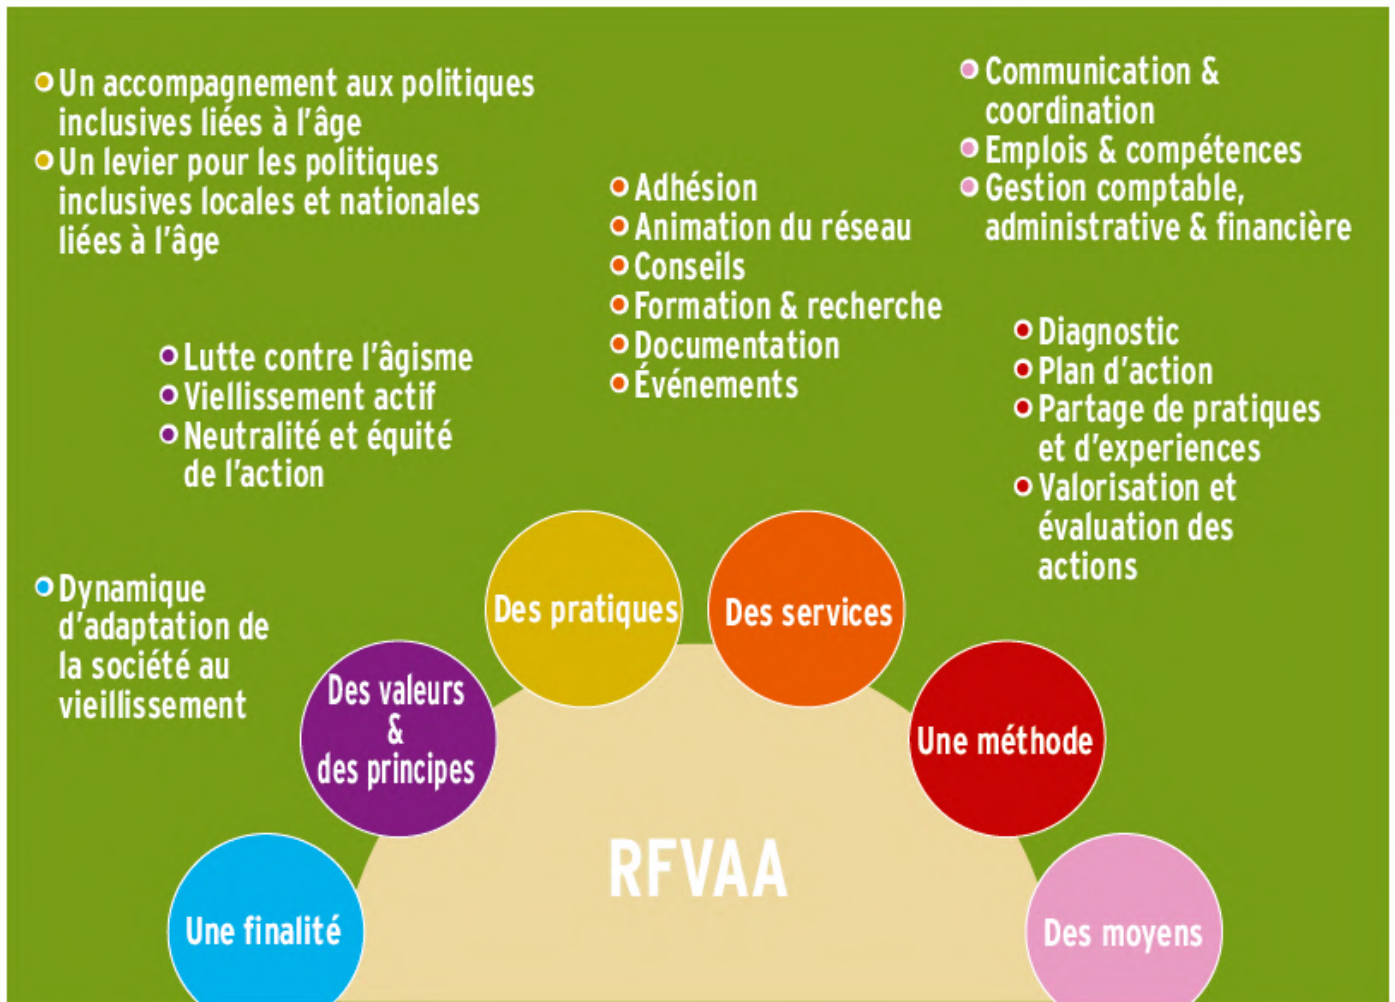 Un accompagnement aux politiques
inclusives liées à l'âge
Un levier pour les politiques
inclusives locales et nationales
liées à l'âge
Communication &
coordination
Emplois & compétences
Gestion comptable,
administrative & financière
Adhésion
Animation du réseau
Conseils
Formation & recherche
Documentation
Événements
Lutte contre l'âgisme
Viellissement actif
Neutralité et équité
de l'action
Diagnostic
Plan d'action
Partage de pratiques
et d'experiences
Valorisation et
évaluation des
actions
Dynamique
d'adaptation de
la société au
vieillissement
Des pratiques
Des services
Des valeurs
&
des principes
Une méthode
RFVAA
Une finalité
Des moyens